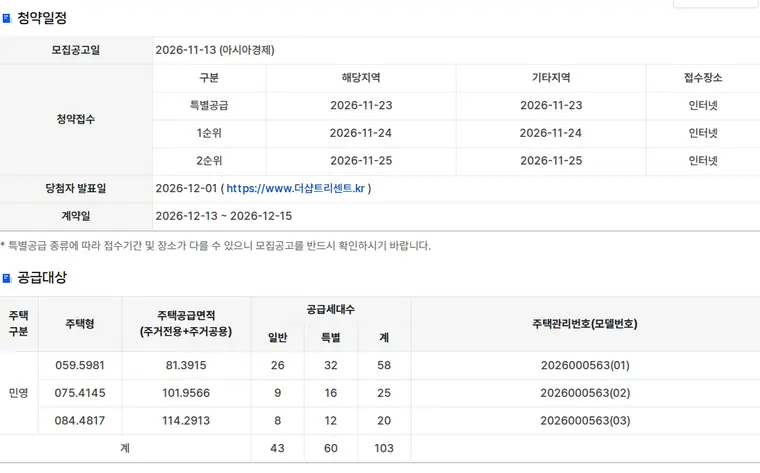 청약일정
모집공고일 2026-11-13 (아시아경제)
청약접수
구분 해당지역 기타지역 접수장소
특별공급 2026-11-23 2026-11-23 인터넷
1순위 2026-11-24 2026-11-24 인터넷
2순위 2026-11-25 2026-11-25 인터넷
당첨자 발표일 2026-12-01 ( https://www.더샵트리센트.kr )
계약일 2026-12-13 ~ 2026-12-15
* 특별공급 종류에 따라 접수기간 및 장소가 다를 수 있으니 모집공고를 반드시 확인하시기 바랍니다.
공급대상
주택
구분
주택형
주택공급면적
(주거전용+주거공용)
공급세대수
일반 특별 계
주택관리번호(모델번호)
민영
059.5981 81.3915 26 32 58 2026000563(01)
075.4145 101.9566 9 16 25 2026000563(02)
084.4817 114.2913 8 12 20 2026000563(03)
계 43 60 103